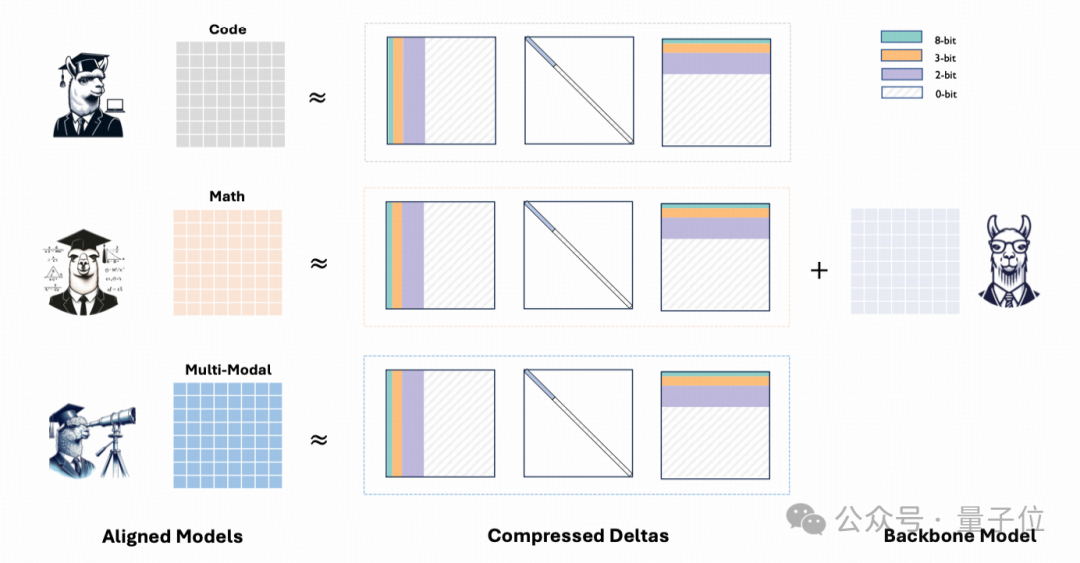 Code
≈
8-bit
3-bit
2-bit
0-bit
Math
≈
+
Multi-Modal
≈
Aligned Models
Compressed Deltas
Backbone Model
公众号 · 量子位